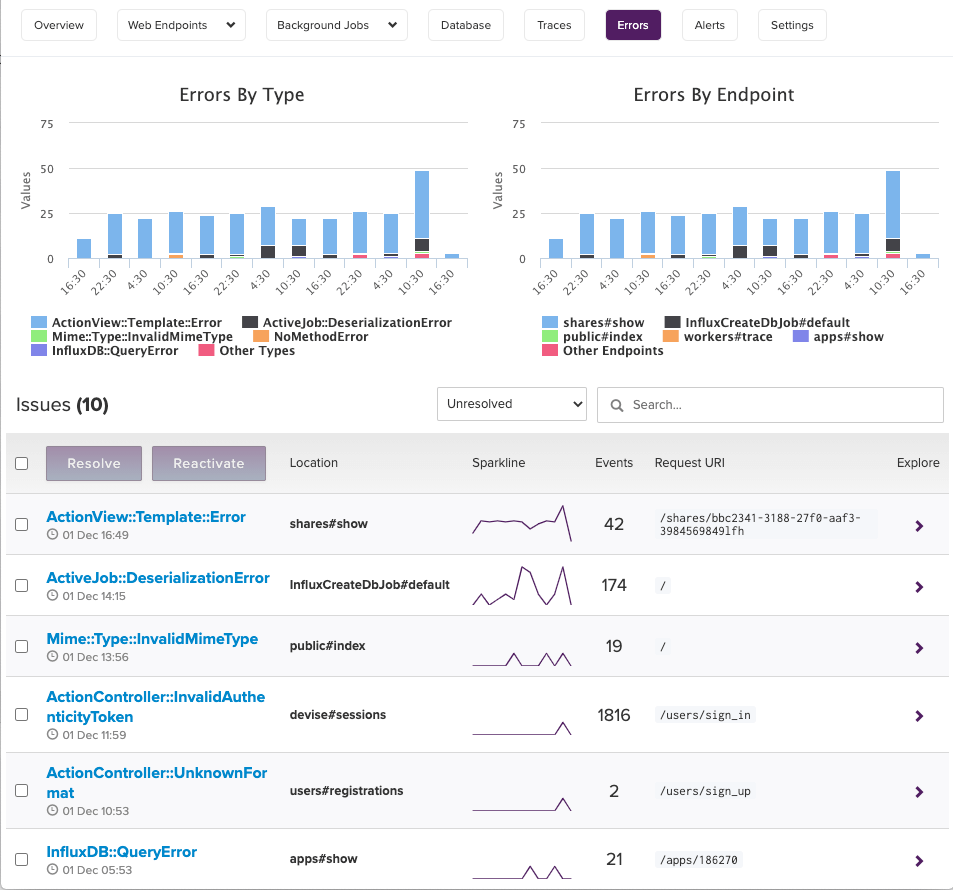 Overview Web Endpoints Background Jobs Database Traces Errors Alerts Settings
Errors By Type
75
50
25
0
Values
16:30 22:30 4:30 10:30 16:30 22:30 4:30 10:30 16:30 22:30 4:30 10:30 16:30
ActionView::Template::Error ActiveJob::DeserializationError
Mime::Type::InvalidMimeType NoMethodError
InfluxDB::QueryError Other Types
Errors By Endpoint
75
50
25
0
Values
16:30 22:30 4:30 10:30 16:30 22:30 4:30 10:30 16:30 22:30 4:30 10:30 16:30
shares#show InfluxCreateDbJob#default
public#index workers#trace apps#show
Other Endpoints
Issues (10) Unresolved Search...
Resolve Reactivate Location Sparkline Events Request URI Explore
ActionView::Template::Error
01 Dec 16:49
shares#show 42
/shares/bbc2341-3188-27f0-aaf3-
3984569849lfh
ActiveJob::DeserializationError
01 Dec 14:15
InfluxCreateDbJob#default 174 /
Mime::Type::InvalidMimeType
01 Dec 13:56
public#index 19 /
ActionController::InvalidAuthe
nticityToken
01 Dec 11:59
devise#sessions 1816 /users/sign_in
ActionController::UnknownFor
mat
01 Dec 10:53
users#registrations 2 /users/sign_up
InfluxDB::QueryError
01 Dec 05:53
apps#show 21 /apps/186270